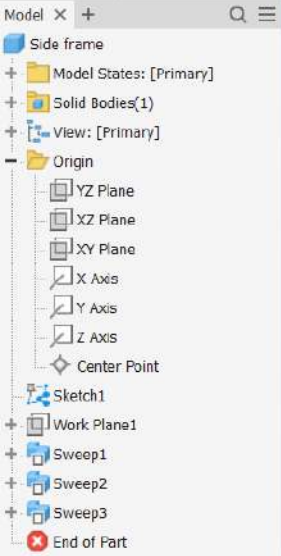 Model
Side frame
Model States: [Primary]
Solid Bodies(1)
View: [Primary]
Origin
YZ Plane
XZ Plane
XY Plane
X Axis
Y Axis
Z Axis
Center Point
Sketch1
Work Plane1
Sweep1
Sweep2
Sweep3
End of Part